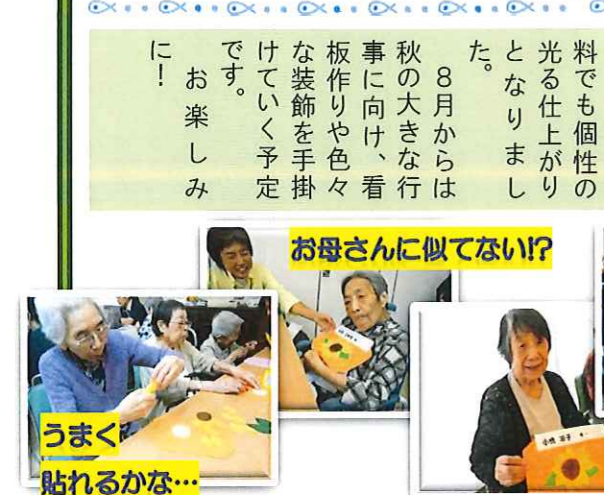 料でも個性の
光る仕上がり
となりまし
た。
８月からは
秋の大きな行
事に向け、看
板作りや色々
な装飾を手掛
けていく予定
です。
お楽しみ
に！
お母さんに似てない!?
うまく
貼れるかな…